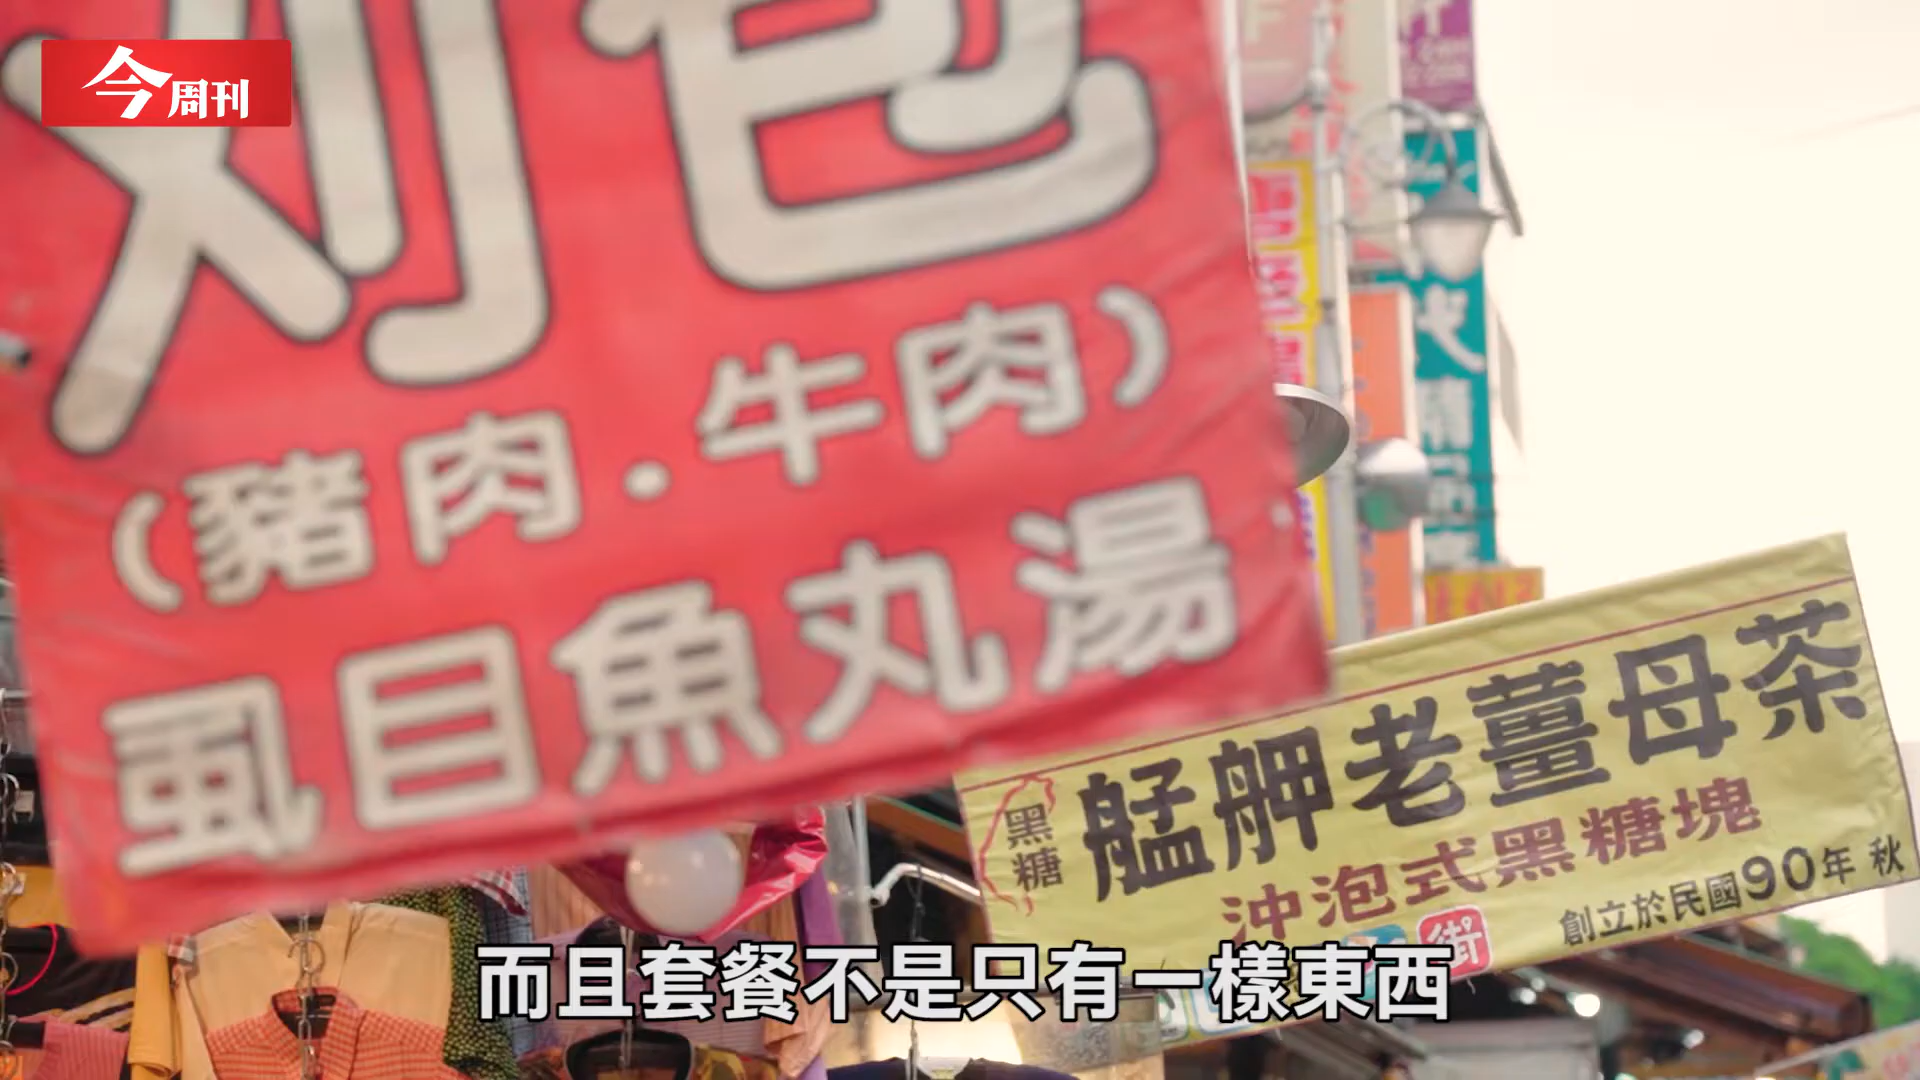 今周刊
刈包
(豬肉.牛肉)
虱目魚丸湯
艋舺老薑母茶
黑糖
沖泡式黑糖塊
創立於民國90年 秋
街
而且套餐不是只有一樣東西